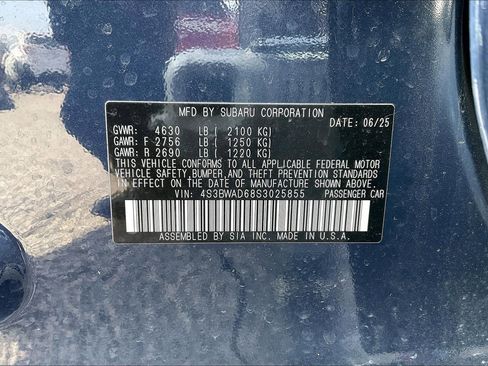 MFD BY SUBARU CORPORATION
DATE: 06/25
GVWR: 4630 LB ( 2100 KG)
GAWR: F 2756 LB ( 1250 KG)
GAWR: R 2690 LB ( 1220 KG)
THIS VEHICLE CONFORMS TO ALL APPLICABLE FEDERAL MOTOR
VEHICLE SAFETY,BUMPER,AND THEFT PREVENTION STANDARDS
IN EFFECT ON THE DATE OF MANUFACTURE SHOWN ABOVE.
VIN: 4S3BWAD68S3025855 PASSENGER CAR
ASSEMBLED BY SIA INC. MADE IN U.S.A.